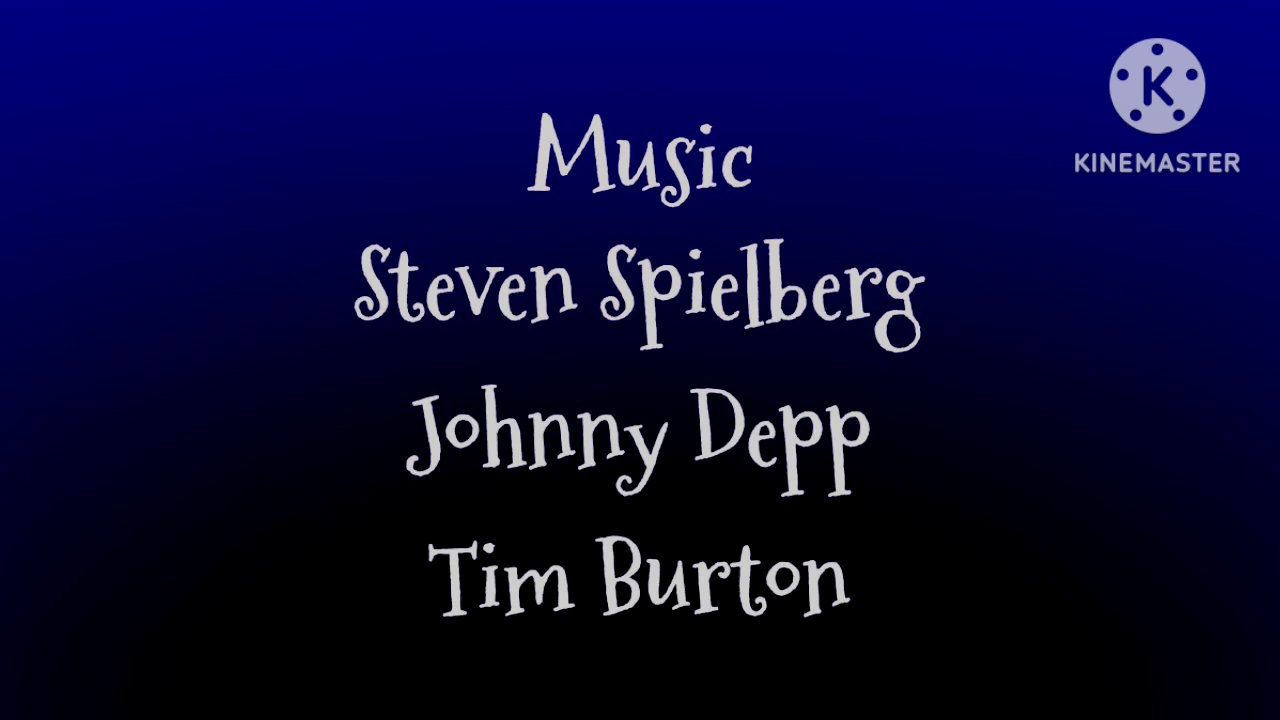 K
KINEMASTER
Music
Steven Spielberg
Johnny Depp
Tim Burton